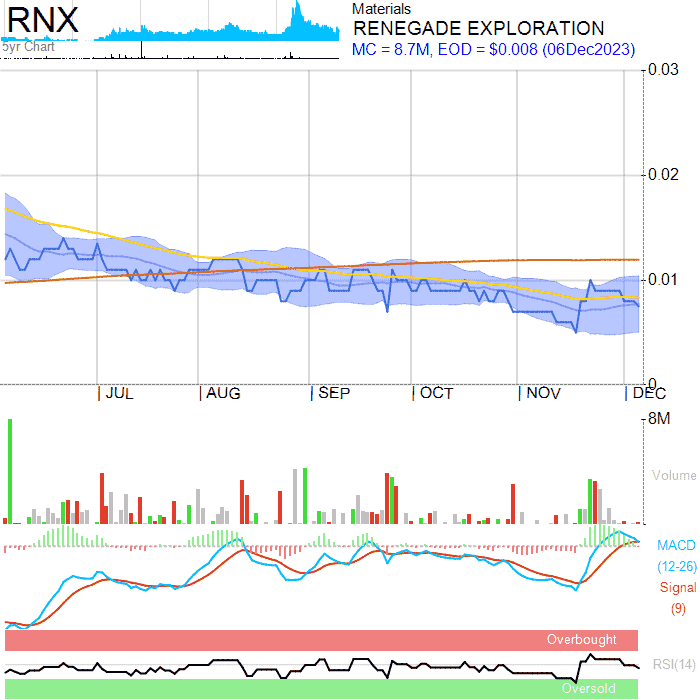 RNX
5yr Chart
Materials
RENEGADE EXPLORATION
MC = 8.7M, EOD = $0.008 (06Dec2023)
0.03
0.02
0.01
0
JUL
AUG
SEP
OCT
NOV
DEC
8M
Volume
MACD
(12-26)
Signal
(9)
Overbought
RSI(14)
Oversold